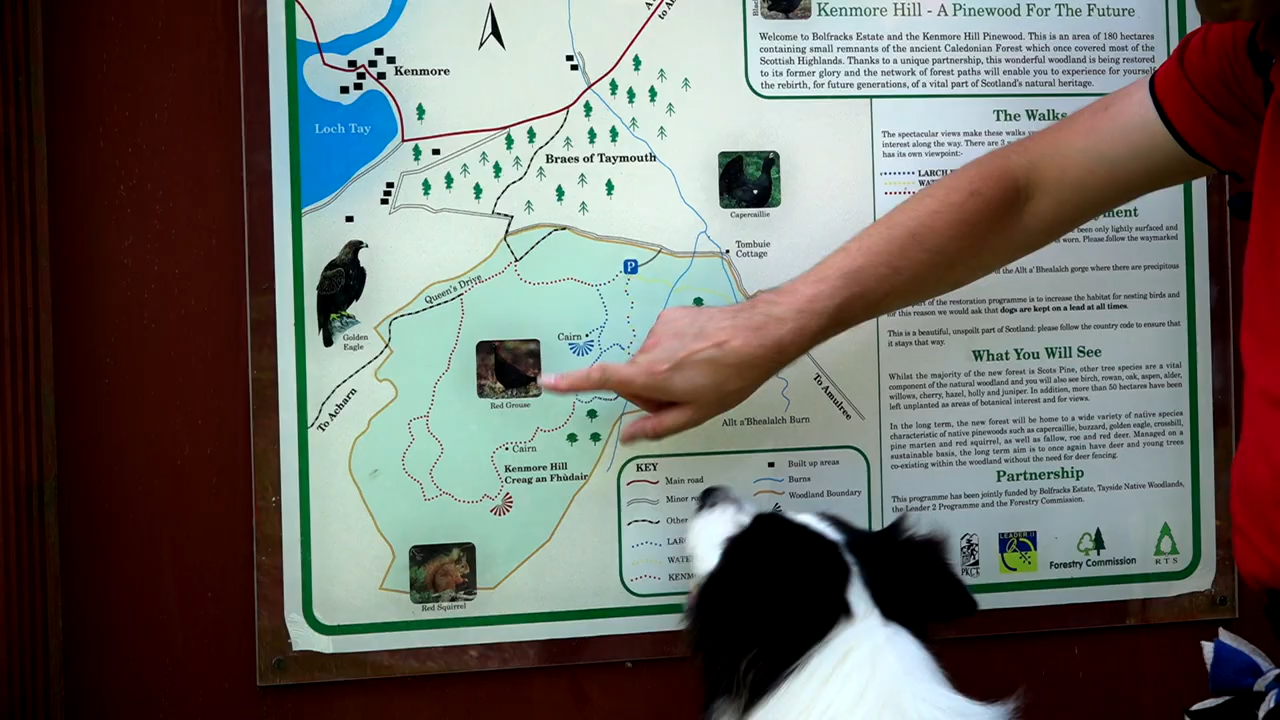 Kenmore Hill - A Pinewood For The Future
Welcome to Bolfracks Estate and the Kenmore Hill Pinewood. This is an area of 180 hectares
containing small remnants of the ancient Caledonian Forest which once covered most of the
Scottish Highlands. Thanks to a unique partnership, this wonderful woodland is being restored
to its former glory and the network of forest paths will enable you to experience for yourself
the rebirth, for future generations, of a vital part of Scotland's natural heritage.
Kenmore
Loch Tay
Braes of Taymouth
Capercaillie
Tombuie
Cottage
P
Queen's Drive
Golden
Eagle
To Acharn
Cairn
Red Grouse
Cairn
Kenmore Hill
Creag an Fhùdair
Red Squirrel
Allt a'Bhealalch Burn
To Amulree
KEY
Main road
Minor
Other
Built up areas
Burns
Woodland Boundary
The Walks
The spectacular views make these walks
interest along the way. There are
has its own viewpoint:-
LARCH
been only lightly surfaced and
worn. Please follow the waymarked
the Allt a' Bhealalch gorge where there are precipitous
of the restoration programme is to increase the habitat for nesting birds and
for this reason we would ask that dogs are kept on a lead at all times.
This is a beautiful, unspoilt part of Scotland: please follow the country code to ensure that
it stays that way.
What You Will See
Whilst the majority of the new forest is Scots Pine, other tree species are a vital
component of the natural woodland and you will also see birch, rowan, oak, aspen, alder,
willows, cherry, hazel, holly and juniper. In addition, more than 50 hectares have been
left unplanted as areas of botanical interest and for views.
In the long term, the new forest will be home to a wide variety of native species
characteristic of native pinewoods such as capercaillie, buzzard, golden eagle, crossbill,
pine marten and red squirrel, as well as fallow, roe and red deer. Managed on a
sustainable basis, the long term aim is to once again have deer and young trees
co-existing within the woodland without the need for deer fencing.
Partnership
This programme has been jointly funded by Bolfracks Estate, Tayside Native Woodlands,
the Leader 2 Programme and the Forestry Commission.
PKCT
LEADER II
Forestry Commission
RTS